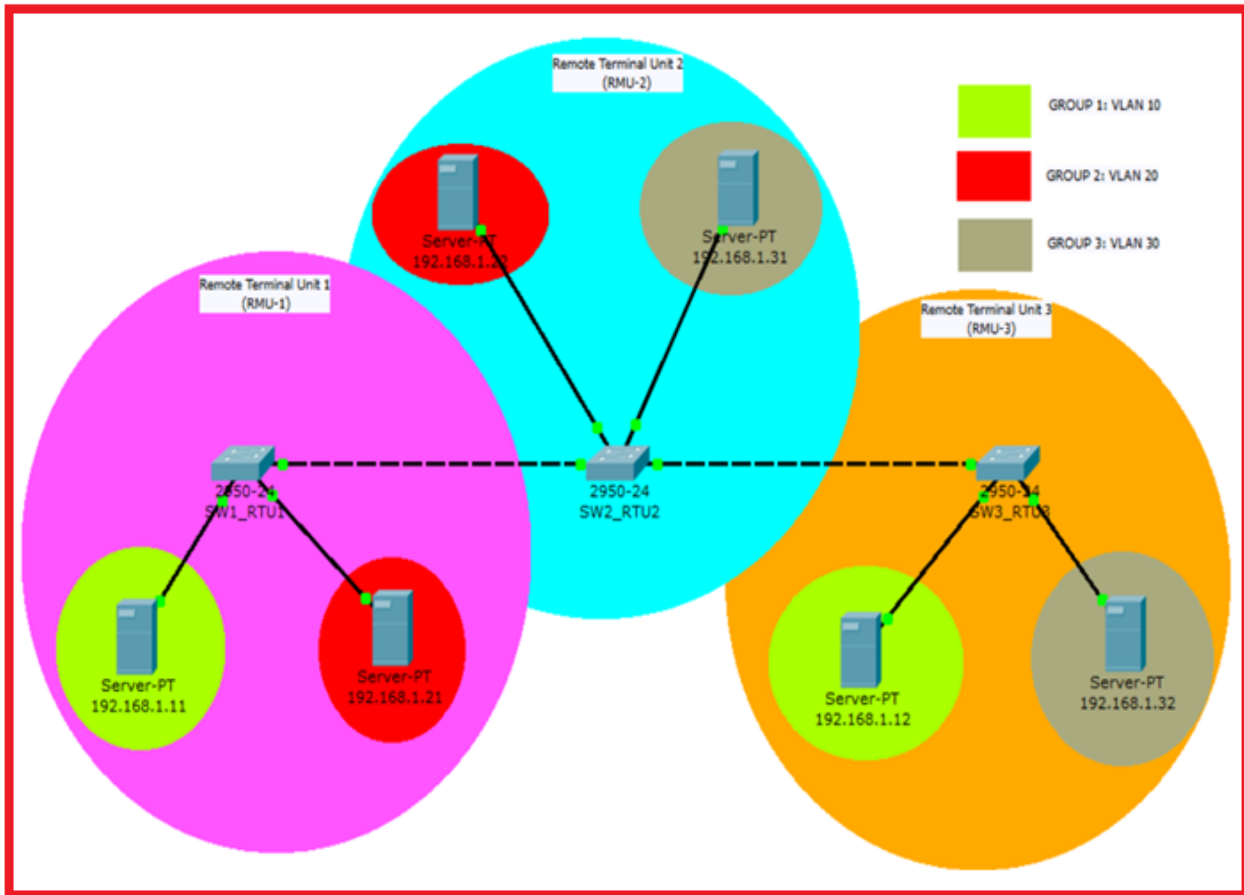 Remote Terminal Unit 2
(RMU-2)
GROUP 1: VLAN 10
GROUP 2: VLAN 20
GROUP 3: VLAN 30
Server-PT
192.168.1.22
Server-PT
192.168.1.31
Remote Terminal Unit 1
(RMU-1)
Remote Terminal Unit 3
(RMU-3)
2950-24
SW1_RTU1
2950-24
SW2_RTU2
2950-24
SW3_RTU3
Server-PT
192.168.1.11
Server-PT
192.168.1.21
Server-PT
192.168.1.12
Server-PT
192.168.1.32